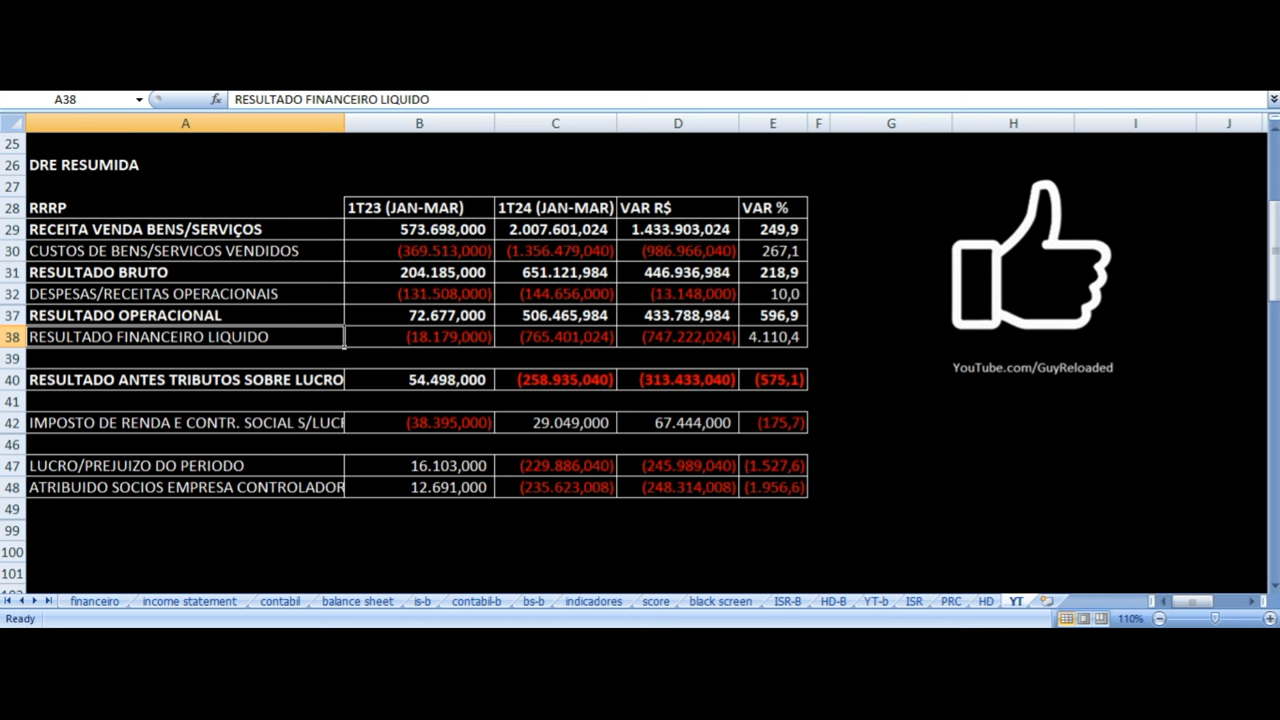 A38 fx RESULTADO FINANCEIRO LIQUIDO
A B C D E F G H I J
25
26 DRE RESUMIDA
27
28 RRRP 1T23 (JAN-MAR) 1T24 (JAN-MAR) VAR R$ VAR %
29 RECEITA VENDA BENS/SERVIÇOS 573.698,000 2.007.601,024 1.433.903,024 249,9
30 CUSTOS DE BENS/SERVICOS VENDIDOS (369.513,000) (1.356.479,040) (986.966,040) 267,1
31 RESULTADO BRUTO 204.185,000 651.121,984 446.936,984 218,9
32 DESPESAS/RECEITAS OPERACIONAIS (131.508,000) (144.656,000) (13.148,000) 10,0
37 RESULTADO OPERACIONAL 72.677,000 506.465,984 433.788,984 596,9
38 RESULTADO FINANCEIRO LIQUIDO (18.179,000) (765.401,024) (747.222,024) 4.110,4
39
40 RESULTADO ANTES TRIBUTOS SOBRE LUCRO 54.498,000 (258.935,040) (313.433,040) (575,1)
41
42 IMPOSTO DE RENDA E CONTR. SOCIAL S/LUCR (38.395,000) 29.049,000 67.444,000 (175,7)
46
47 LUCRO/PREJUIZO DO PERIODO 16.103,000 (229.886,040) (245.989,040) (1.527,6)
48 ATRIBUIDO SOCIOS EMPRESA CONTROLADOR 12.691,000 (235.623,008) (248.314,008) (1.956,6)
49
99
100
101
YouTube.com/GuyReloaded
financeiro income statement contabil balance sheet is-b contabil-b bs-b indicadores score black screen ISR-B HD-B YT-b ISR PRC HD YT
Ready 110%